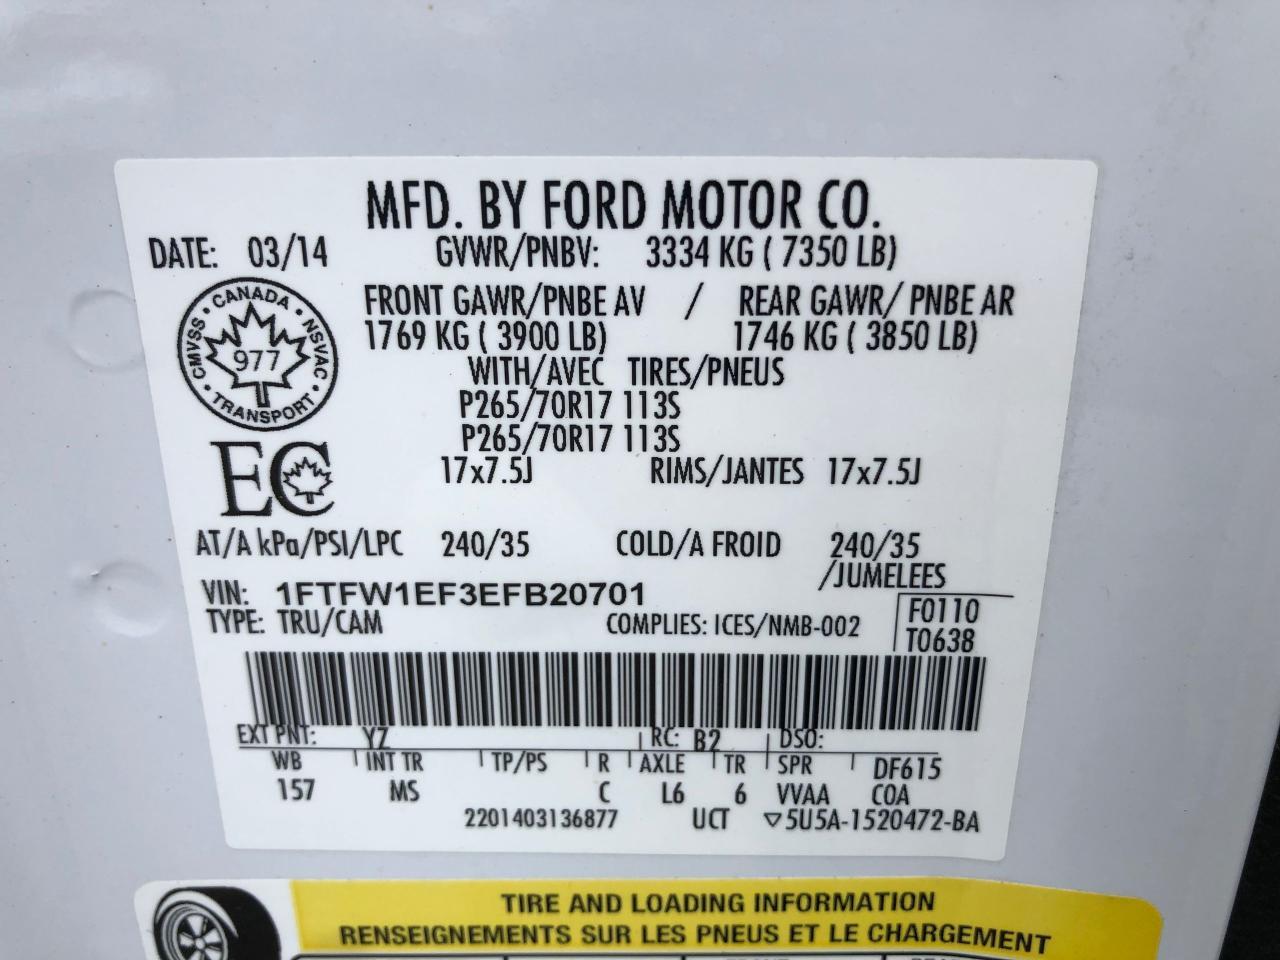 MFD. BY FORD MOTOR CO.
DATE: 03/14 GVWR/PNBV: 3334 KG ( 7350 LB)
FRONT GAWR/PNBE AV / REAR GAWR/ PNBE AR
1769 KG ( 3900 LB) 1746 KG ( 3850 LB)
CANADA
CMVSS NSVAC
977
TRANSPORT
WITH/AVEC TIRES/PNEUS
P265/70R17 113S
P265/70R17 113S
EC
17x7.5J RIMS/JANTES 17x7.5J
AT/A kPa/PSI/LPC 240/35 COLD/A FROID 240/35
/JUMELEES
VIN: 1FTFW1EF3EFB20701
TYPE: TRU/CAM COMPLIES: ICES/NMB-002
F0110
T0638
EXT PNT: YZ RC: B2 DSO:
WB INT TR TP/PS R AXLE TR SPR DF615
157 MS C L6 6 VVAA COA
2201403136877 UCT ▽5U5A-1520472-BA
TIRE AND LOADING INFORMATION
RENSEIGNEMENTS SUR LES PNEUS ET LE CHARGEMENT